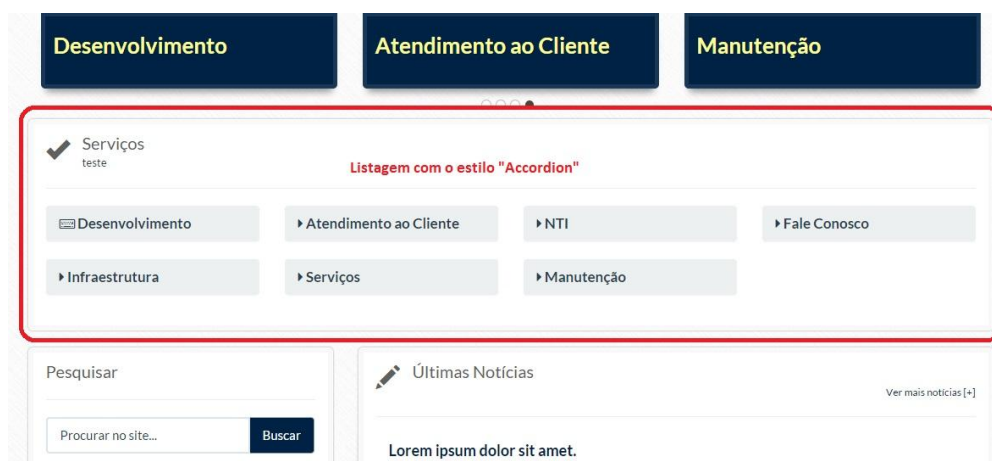 Desenvolvimento
Atendimento ao Cliente
Manutenção
Serviços
teste
Listagem com o estilo "Accordion"
Desenvolvimento
Atendimento ao Cliente
NTI
Fale Conosco
Infraestrutura
Serviços
Manutenção
Pesquisar
Procurar no site...
Buscar
Últimas Notícias
Ver mais notícias [+]
Lorem ipsum dolor sit amet.